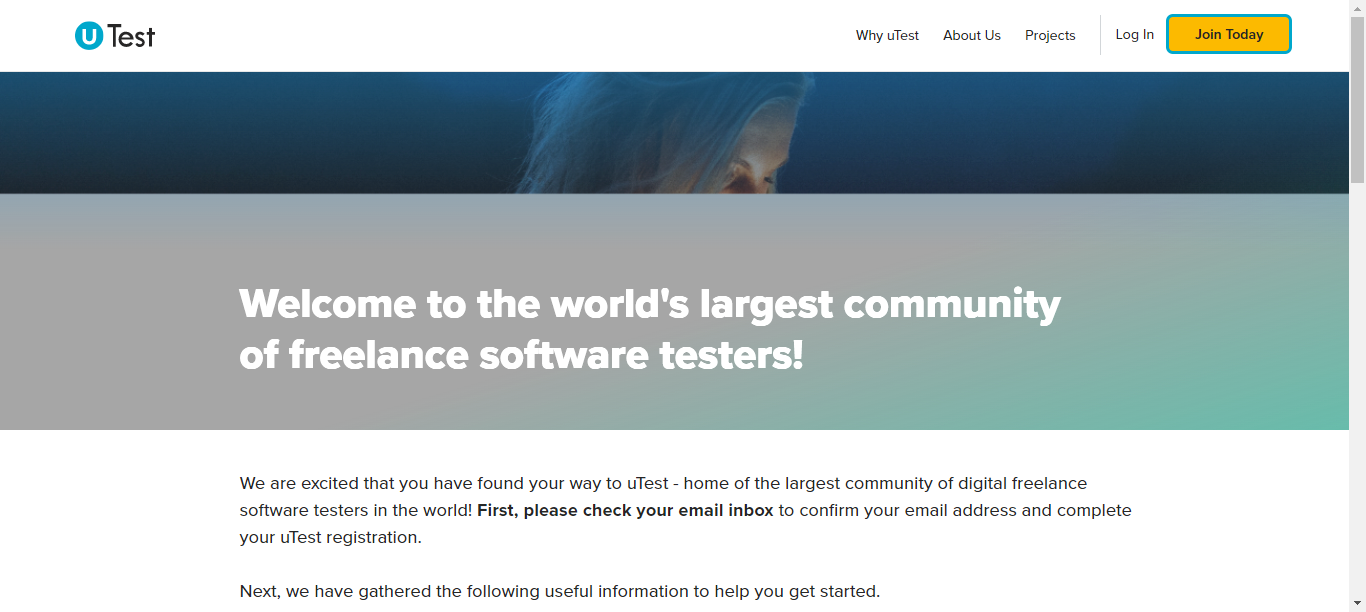 uTest
Why uTest
About Us
Projects
Log In
Join Today
Welcome to the world's largest community
of freelance software testers!
We are excited that you have found your way to uTest - home of the largest community of digital freelance
software testers in the world! First, please check your email inbox to confirm your email address and complete
your uTest registration.
Next, we have gathered the following useful information to help you get started.